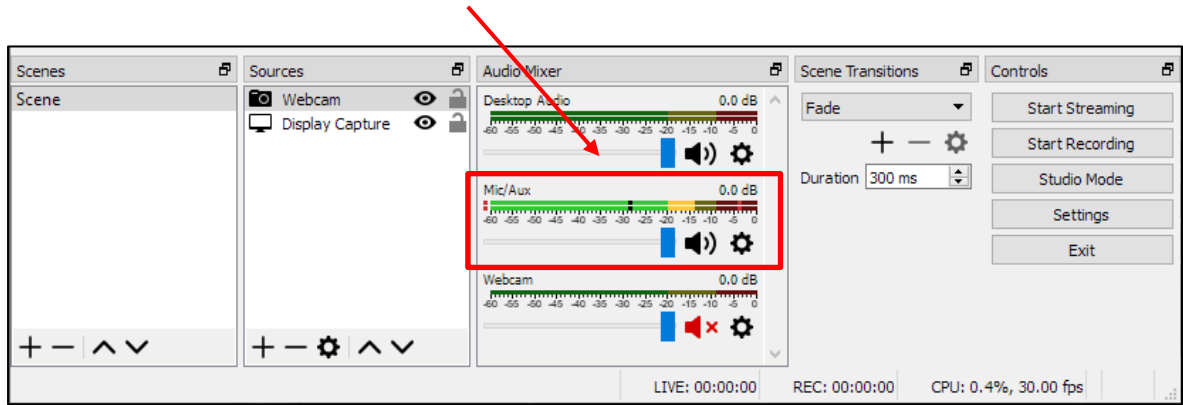 Scenes
Scene
Sources
Webcam
Display Capture
Audio Mixer
Desktop Audio 0.0 dB
-60 -55 -50 -45 -40 -35 -30 -25 -20 -15 -10 -5 0
Mic/Aux 0.0 dB
-60 -55 -50 -45 -40 -35 -30 -25 -20 -15 -10 -5 0
Webcam 0.0 dB
-60 -55 -50 -45 -40 -35 -30 -25 -20 -15 -10 -5 0
Scene Transitions
Fade
Duration 300 ms
Controls
Start Streaming
Start Recording
Studio Mode
Settings
Exit
LIVE: 00:00:00 REC: 00:00:00 CPU: 0.4%, 30.00 fps